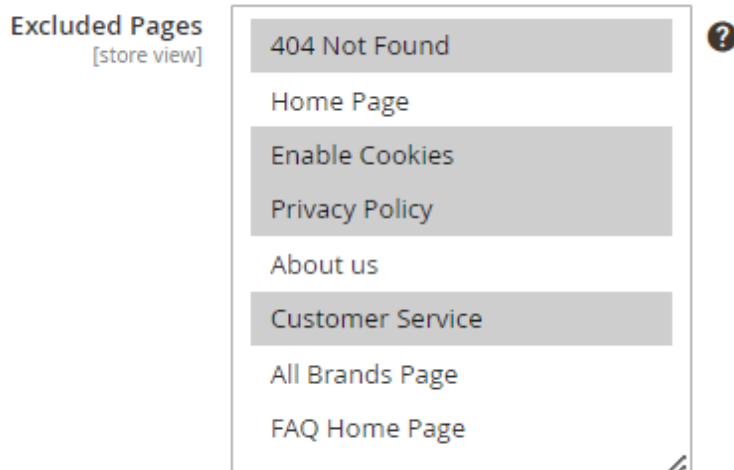 Excluded Pages
[store view]
404 Not Found
Home Page
Enable Cookies
Privacy Policy
About us
Customer Service
All Brands Page
FAQ Home Page
?